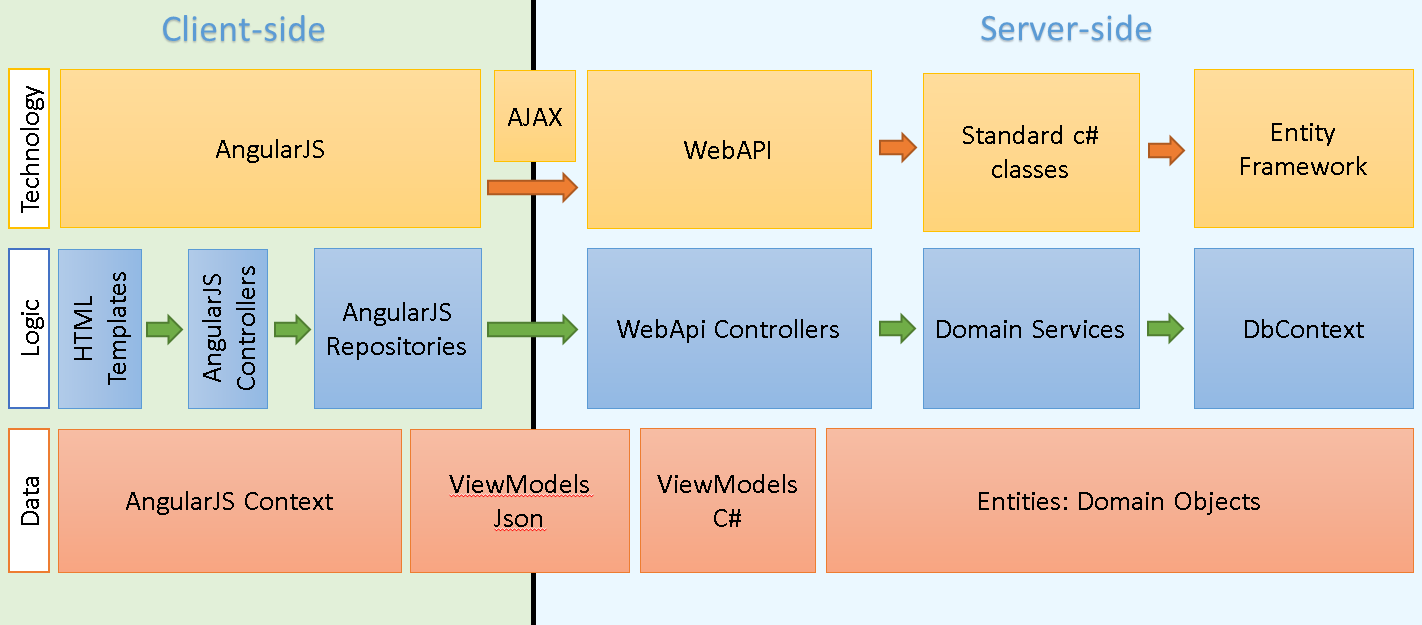 Client-side
Server-side
Technology
AngularJS
AJAX
WebAPI
Standard c#
classes
Entity
Framework
Logic
HTML
Templates
AngularJS
Controllers
AngularJS
Repositories
WebApi Controllers
Domain Services
DbContext
Data
AngularJS Context
ViewModels
Json
ViewModels
C#
Entities: Domain Objects